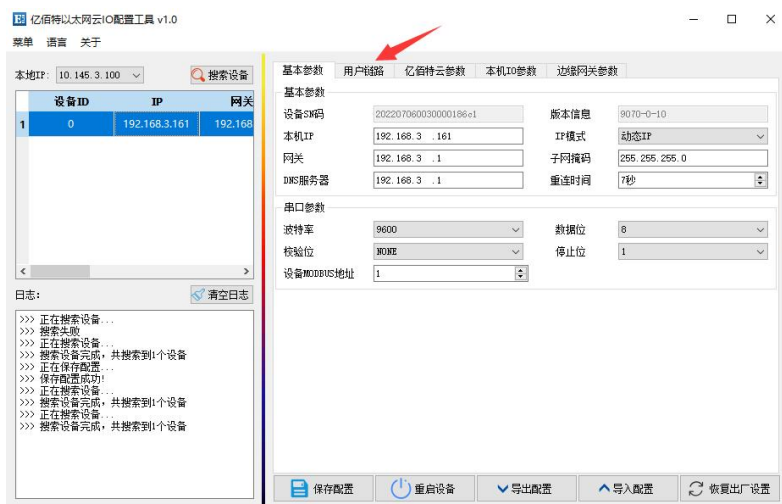 亿佰特以太网云IO配置工具 v1.0
菜单 语言 关于
本地IP: 10.145.3.100 搜索设备
设备ID IP 网关
1 0 192.168.3.161 192.168
日志: 清空日志
>>> 正在搜索设备...
>>> 搜索失败
>>> 正在搜索设备...
>>> 搜索设备完成，共搜索到1个设备
>>> 正在保存配置...
>>> 保存配置成功!
>>> 正在搜索设备...
>>> 搜索设备完成，共搜索到1个设备
>>> 正在搜索设备...
>>> 搜索设备完成，共搜索到1个设备
基本参数 用户链路 亿佰特云参数 本机IO参数 边缘网关参数
基本参数
设备SN码 202207060030000186e1 版本信息 9070-0-10
本机IP 192.168.3 .161 IP模式 动态IP
网关 192.168.3 .1 子网掩码 255.255.255.0
DNS服务器 192.168.3 .1 重连时间 7秒
串口参数
波特率 9600 数据位 8
校验位 NONE 停止位 1
设备MODBUS地址 1
保存配置 重启设备 导出配置 导入配置 恢复出厂设置